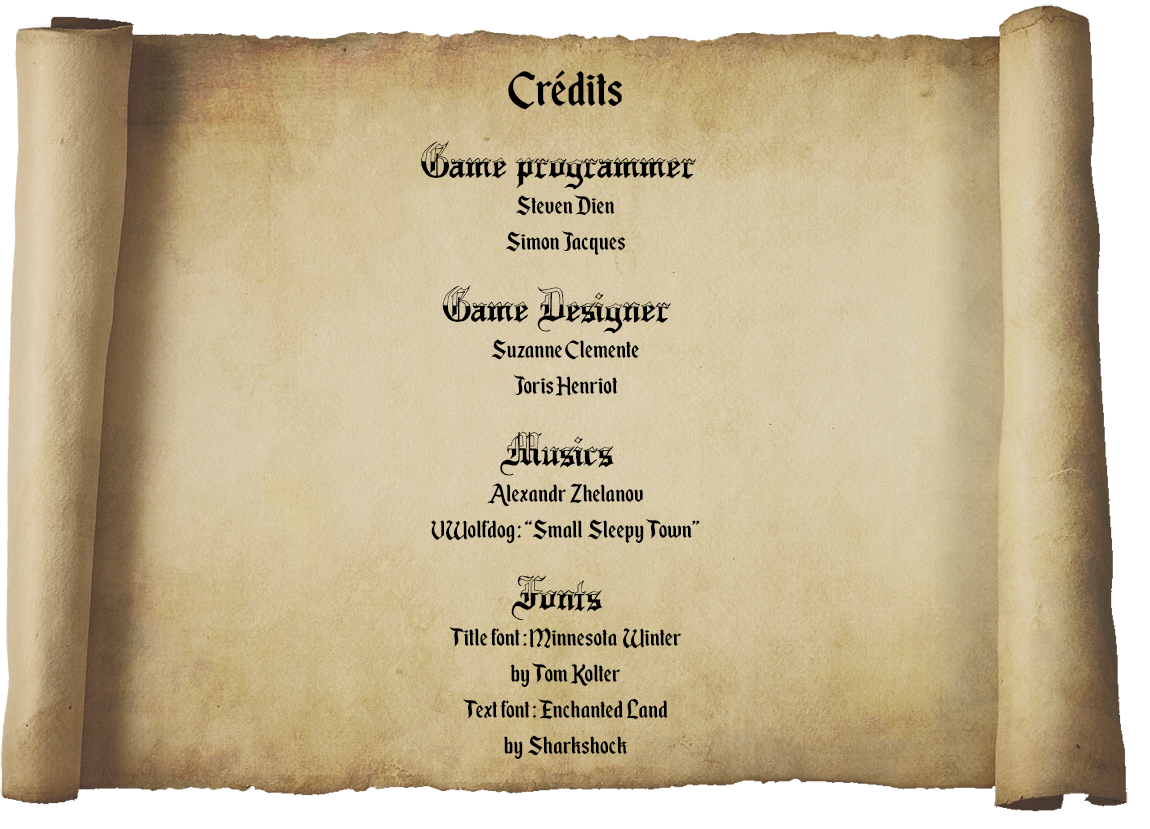 Crédits
Game programmer
Steven Dien
Simon Jacques
Game Designer
Suzanne Clemente
Joris Henriot
Musics
Alexandr Zhelanov
VWolfdog: “Small Sleepy Town”
Fonts
Title font : Minnesota Winter
by Tom Kolter
Text font : Enchanted Land
by Sharkshock